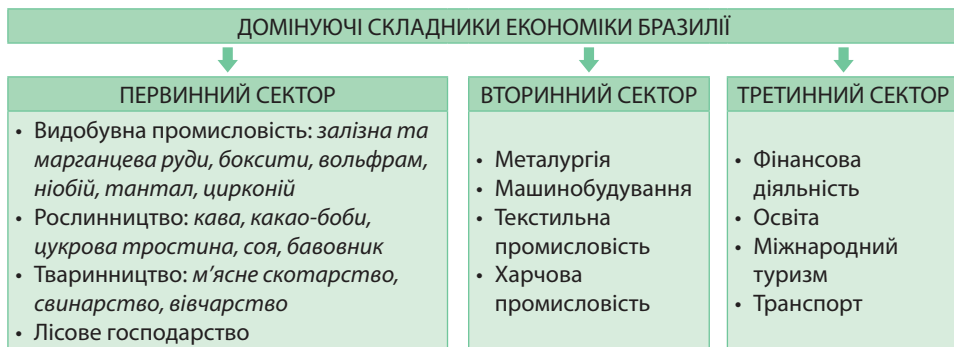 ДОМІНУЮЧІ СКЛАДНИКИ ЕКОНОМІКИ БРАЗИЛІЇ
ПЕРВИННИЙ СЕКТОР
• Видобувна промисловість: залізна та
марганцева руди, боксити, вольфрам,
ніобій, тантал, цирконій
• Рослинництво: кава, какао-боби,
цукрова тростина, соя, бавовник
• Тваринництво: м'ясне скотарство,
свинарство, вівчарство
• Лісове господарство
ВТОРИННИЙ СЕКТОР
• Металургія
• Машинобудування
• Текстильна
промисловість
• Харчова
промисловість
ТРЕТИННИЙ СЕКТОР
• Фінансова
діяльність
• Освіта
• Міжнародний
туризм
• Транспорт